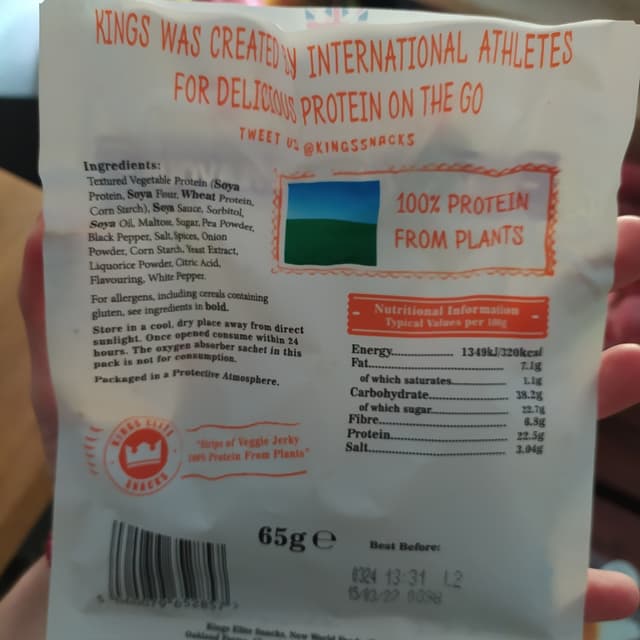 KINGS WAS CREATED BY INTERNATIONAL ATHLETES
FOR DELICIOUS PROTEIN ON THE GO
TWEET US @KINGSSNACKS
Ingredients:
Textured Vegetable Protein (Soya
Protein, Soya Flour, Wheat Protein,
Corn Starch), Soya Sauce, Sorbitol,
Soya Oil, Maltose, Sugar, Pea Powder,
Black Pepper, Salt, Spices, Onion
Powder, Corn Starch, Yeast Extract,
Liquorice Powder, Citric Acid,
Flavouring, White Pepper.
For allergens, including cereals containing
gluten, see ingredients in bold.
Store in a cool, dry place away from direct
sunlight. Once opened consume within 24
hours. The oxygen absorber sachet in this
pack is not for consumption.
Packaged in a Protective Atmosphere.
100% PROTEIN
FROM PLANTS
Nutritional Information
Typical Values per 100g
Energy 1349kJ/320kcal
Fat 7.1g
of which saturates 1.1g
Carbohydrate 38.2g
of which sugar 22.7g
Fibre 6.8g
Protein 22.5g
Salt 3.04g
KINGS ELITE
SNACKS
"Strips of Veggie Jerky
100% Protein From Plants"
65g e
Best Before:
13:31 L2
Kings Elite Snacks, New World